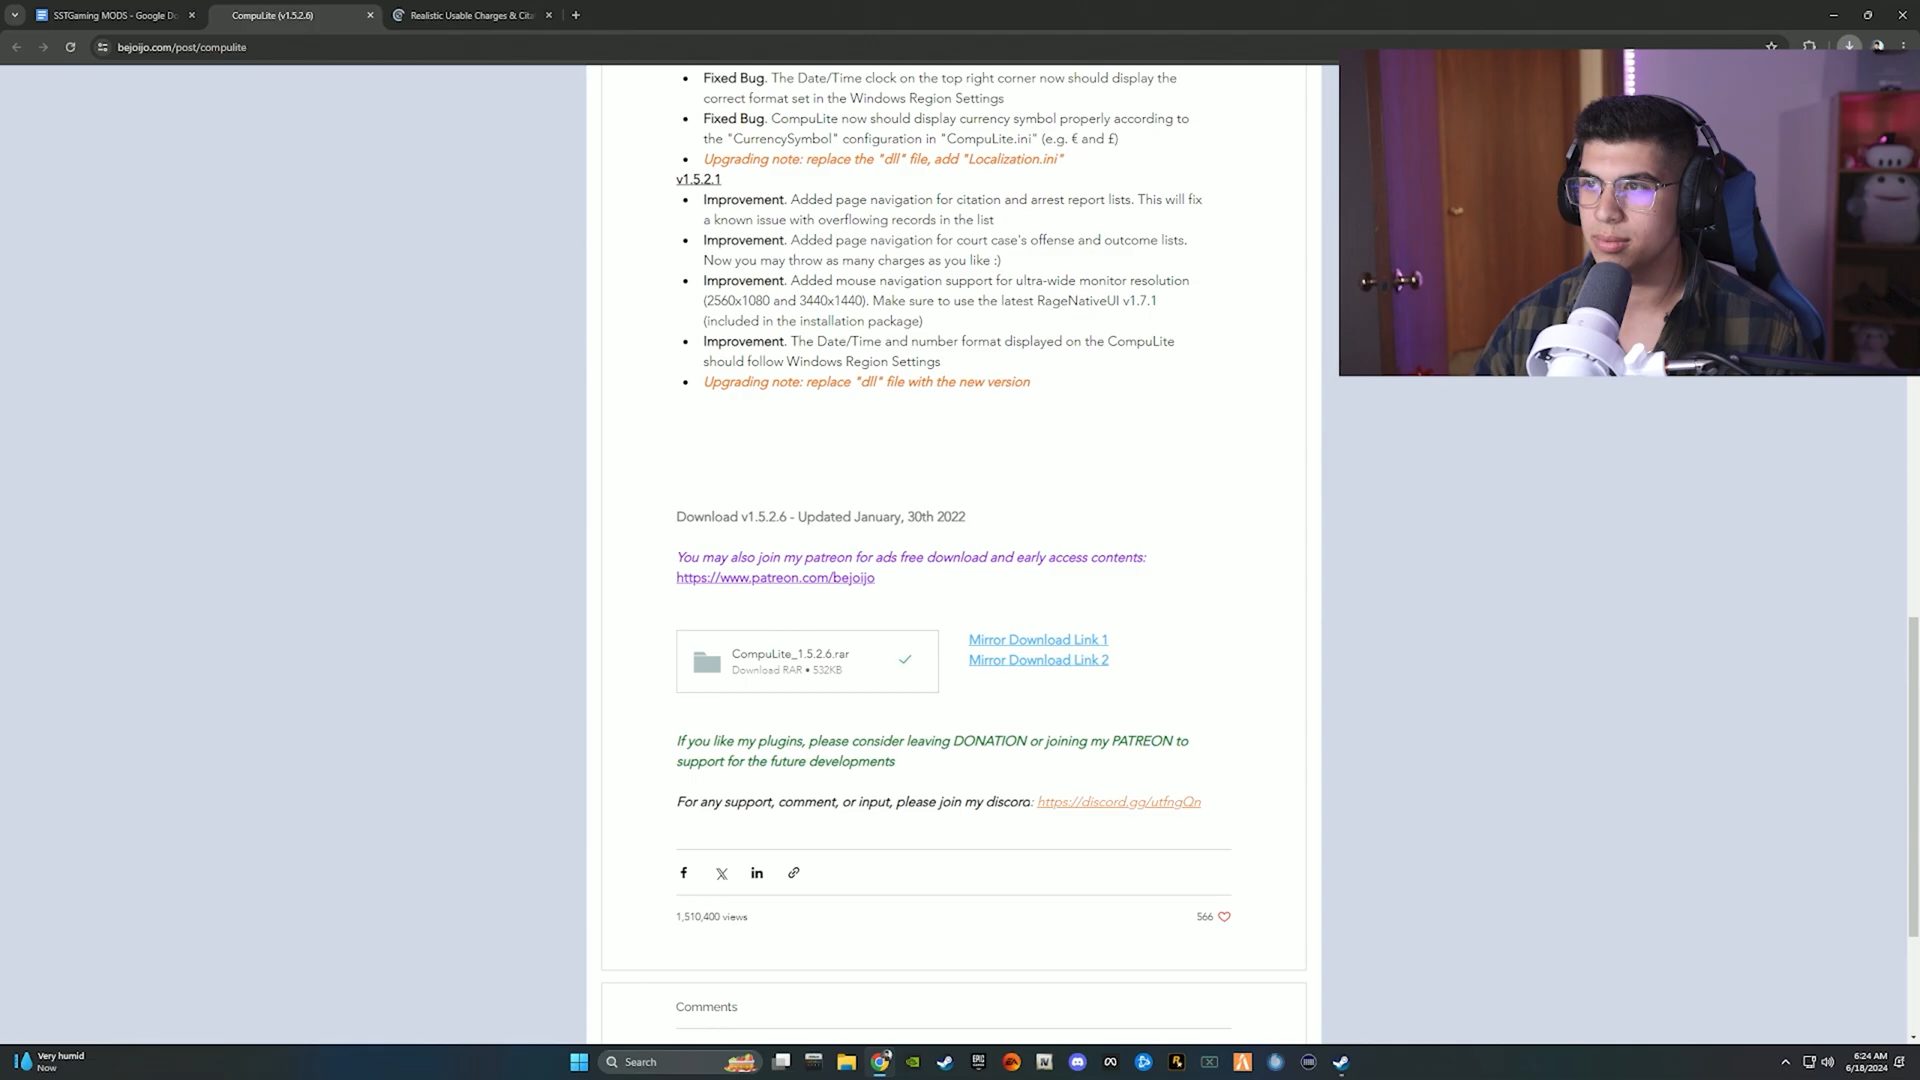 SSTGaming MODS - Google Do
CompuLite (v1.5.2.6)
Realistic Usable Charges & Cita
bejoijo.com/post/compulite
Fixed Bug. The Date/Time clock on the top right corner now should display the
correct format set in the Windows Region Settings
Fixed Bug. CompuLite now should display currency symbol properly according to
the "CurrencySymbol" configuration in "CompuLite.ini" (e.g. € and £)
Upgrading note: replace the "dll" file, add "Localization.ini"
v1.5.2.1
Improvement. Added page navigation for citation and arrest report lists. This will fix
a known issue with overflowing records in the list
Improvement. Added page navigation for court case's offense and outcome lists.
Now you may throw as many charges as you like :)
Improvement. Added mouse navigation support for ultra-wide monitor resolution
(2560x1080 and 3440x1440). Make sure to use the latest RageNativeUI v1.7.1
(included in the installation package)
Improvement. The Date/Time and number format displayed on the CompuLite
should follow Windows Region Settings
Upgrading note: replace "dll" file with the new version
Download v1.5.2.6 - Updated January, 30th 2022
You may also join my patreon for ads free download and early access contents:
https://www.patreon.com/bejoijo
CompuLite_1.5.2.6.rar
Download RAR • 532KB
Mirror Download Link 1
Mirror Download Link 2
If you like my plugins, please consider leaving DONATION or joining my PATREON to
support for the future developments
For any support, comment, or input, please join my discord: https://discord.gg/utfngQn
1,510,400 views
566
Comments
Very humid
Now
Search
6:24 AM
6/18/2024